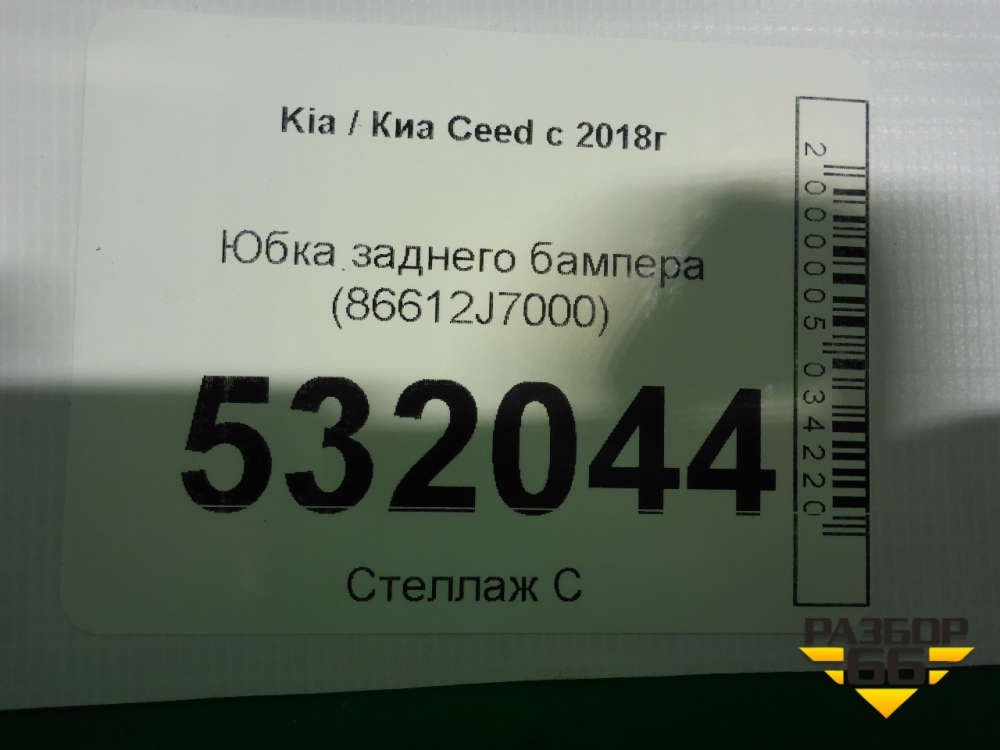 Kia / Киа Ceed с 2018г
Юбка заднего бампера
(86612J7000)
532044
Стеллаж С
2000005034220
РАЗБОР
66